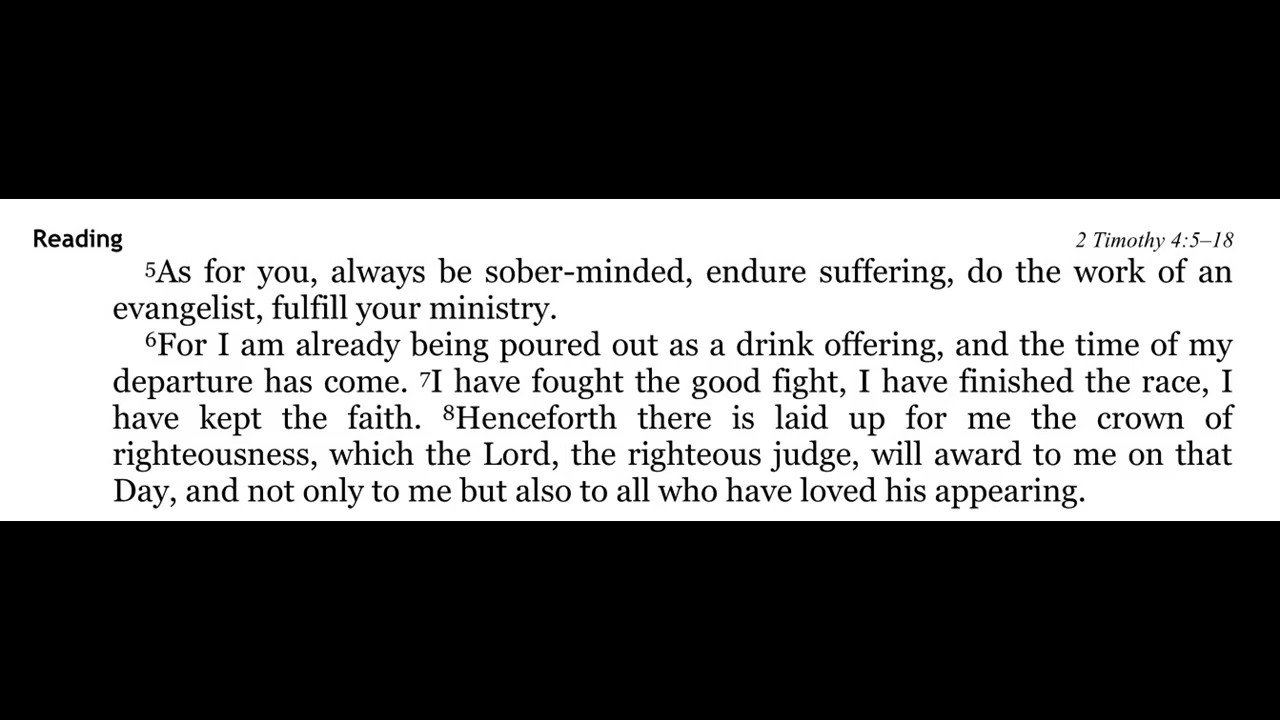 Reading 2 Timothy 4:5–18
⁵As for you, always be sober-minded, endure suffering, do the work of an
evangelist, fulfill your ministry.
⁶For I am already being poured out as a drink offering, and the time of my
departure has come. ⁷I have fought the good fight, I have finished the race, I
have kept the faith. ⁸Henceforth there is laid up for me the crown of
righteousness, which the Lord, the righteous judge, will award to me on that
Day, and not only to me but also to all who have loved his appearing.